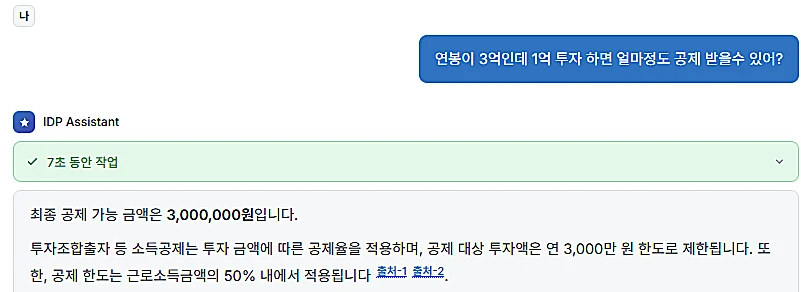 나
연봉이 3억인데 1억 투자 하면 얼마정도 공제 받을수 있어?
IDP Assistant
7초 동안 작업
최종 공제 가능 금액은 3,000,000원입니다.
투자조합출자 등 소득공제는 투자 금액에 따른 공제율을 적용하며, 공제 대상 투자액은 연 3,000만 원 한도로 제한됩니다. 또
한, 공제 한도는 근로소득금액의 50% 내에서 적용됩니다 출처-1 출처-2.